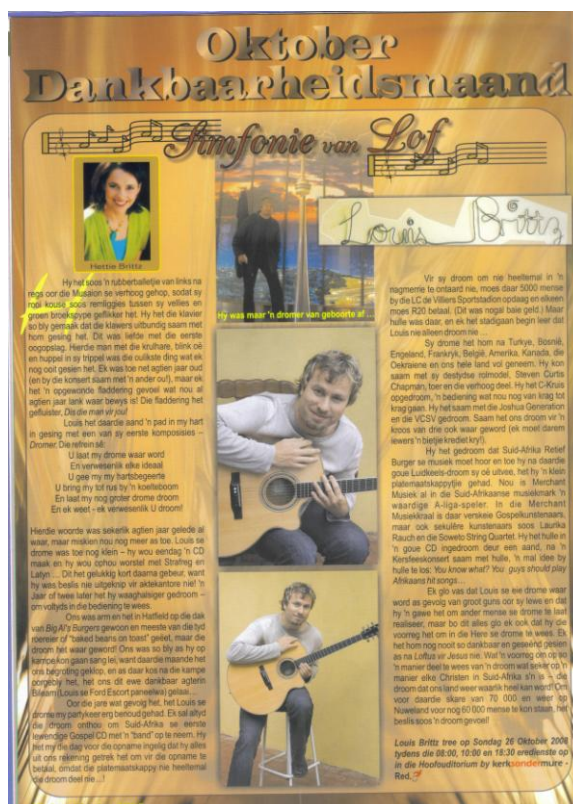 Oktober
Dankbaarheidsmaand
Simfonie van Lof
Hettie Brittz
Louis Brittz
Hy was maar 'n dromer van geboorte af...
Hy het soos 'n rubberballetjie van links na
regs oor die Musaion se verhoog gehop, sodat sy
rooi kouse soos remliggies tussen sy vellies en
groen broekspype geflikker het. Hy het die klavier
so bly gemaak dat die klawers uitbundig saam met
hom gesing het. Dit was liefde met die eerste
oogopslag. Hierdie man met die krulhare, blink oë
en huppel in sy trippel was die oulikste ding wat ek
nog ooit gesien het. Ek was toe net agtien jaar oud
(en by die konsert saam met 'n ander ou!), maar ek
het 'n opgewonde fladdering gevoel wat nou al
agtien jaar lank waar bewys is! Die fladdering het
gefluister, Dis die man vir jou!
Louis het daardie aand 'n pad in my hart
in gesing met een van sy eerste komposisies –
Dromer. Die refrein sê:
U laat my drome waar word
En verwesenlik elke ideaal
U gee my my hartsbegeerte
U bring my tot rus by 'n koelteboom
En laat my nog groter drome droom
En ek weet - ek verwesenlik U droom!
Hierdie woorde was sekerlik agtien jare gelede al
waar, maar miskien nou nog meer as toe. Louis se
drome was toe nog klein – hy wou eendag 'n CD
maak en hy wou ophou worstel met Strafreg en
Latyn ... Dit het gelukkig kort daarna gebeur, want
hy was beslis nie uitgeknip vir aktekantore nie! 'n
Jaar of twee later het hy waaghalsiger gedroom –
om voltyds in die bediening te wees.
Ons was arm en het in Hatfield op die dak
van Big Al's Burgers gewoon en meeste van die tyd
roereier of "baked beans on toast" geëet, maar die
droom het waar geword! Ons was so bly as hy op
kampe kon gaan sang lei, want daardie maande het
ons begroting geklop, en as daar kos na die kampe
oorgebly het, het ons dit ewe dankbaar agterin
Bileam (Louis se Ford Escort paneelwa) gelaai...
Oor die jare wat gevolg het, het Louis se
drome my partykeer erg benoud gehad. Ek sal altyd
die droom onthou om Suid-Afrika se eerste
lewendige Gospel CD met 'n "band" op te neem. Hy
het my die dag voor die opname ingelig dat hy alles
uit ons rekening getrek het om vir die opname te
betaal, omdat die platemaatskappy nie heeltemal
die droom deel nie...!
Vir sy droom om nie heeltemal in 'n
nagmerrie te ontaard nie, moes daar 5000 mense
by die LC de Villiers Sportstadion opdaag en elkeen
moes R20 betaal. (Dit was nogal baie geld.) Maar
hulle was daar, en ek het stadigaan begin leer dat
Louis nie alleen droom nie ...
Sy drome het hom na Turkye, Bosnië,
Engeland, Frankryk, België, Amerika, Kanada, die
Oekraïene en ons hele land vol geneem. Hy kon
saam met sy destydse rolmodel, Steven Curtis
Chapman, toer en die verhoog deel. Hy het C-Kruis
opgedroom, 'n bediening wat nou nog van krag tot
krag gaan. Hy het saam met die Joshua Generation
en die VCSV gedroom. Saam het ons droom vir 'n
kroos van drie ook waar geword (ek moet darem
iewers 'n bietjie krediet kry!).
Hy het gedroom dat Suid-Afrika Retief
Burger se musiek moet hoor en toe hy na daardie
goue Luidkeels-droom sy oë uitvee, het hy 'n klein
platemaatskappytjie gehad. Nou is Merchant
Musiek al in die Suid-Afrikaanse musiekmark 'n
waardige A-liga-speler. In die Merchant
Musiekkraal is daar verskeie Gospelkunstenaars,
maar ook sekulêre kunstenaars soos Laurika
Rauch en die Soweto String Quartet. Hy het hulle in
'n goue CD ingedroom deur een aand, na 'n
Kersfeeskonsert saam met hulle, 'n mal idee by
hulle te los: You know what? You guys should play
Afrikaans hit songs...
Ek glo vas dat Louis se eie drome waar
word as gevolg van groot guns oor sy lewe en dat
hy 'n gawe het om ander mense se drome te laat
realiseer, maar bo dit alles glo ek ook dat hy die
voorreg het om in die Here se drome te wees. Ek
het hom nog nooit so dankbaar en geseënd gesien
as na Loftus vir Jesus nie. Wat 'n voorreg om op so
'n manier deel te wees van 'n droom wat seker op 'n
manier elke Christen in Suid-Afrika s'n is – die
droom dat ons land weer waarlik heel kan word! Om
voor daardie skare van 70 000 en weer op
Nuweland voor nog 60 000 mense te kon staan, het
beslis soos 'n droom gevoel!
Louis Brittz tree op Sondag 26 Oktober 2008
tydens die 08:00, 10:00 en 18:30 eredienste op
in die Hoofouditorium by kerksondermure -
Red.